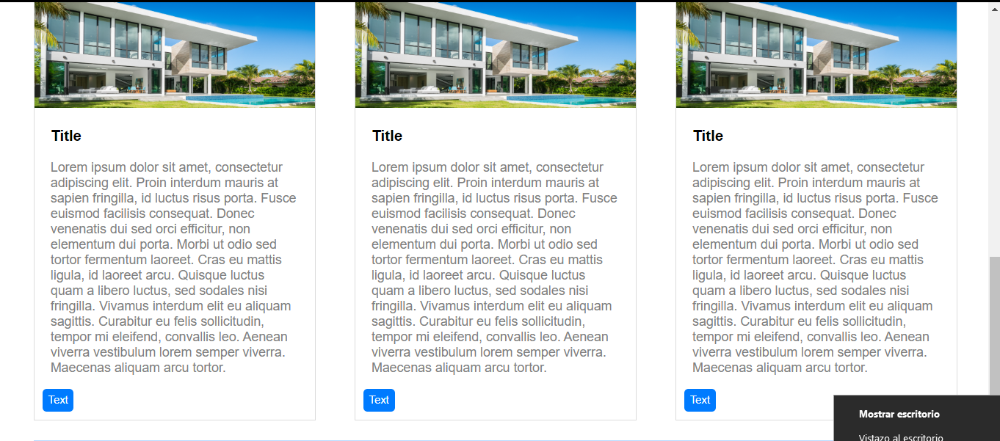 Title
Lorem ipsum dolor sit amet, consectetur
adipiscing elit. Proin interdum mauris at
sapien fringilla, id luctus risus porta. Fusce
euismod facilisis consequat. Donec
venenatis dui sed orci efficitur, non
elementum dui porta. Morbi ut odio sed
tortor fermentum laoreet. Cras eu mattis
ligula, id laoreet arcu. Quisque luctus
quam a libero luctus, sed sodales nisi
fringilla. Vivamus interdum elit eu aliquam
sagittis. Curabitur eu felis sollicitudin,
tempor mi eleifend, convallis leo. Aenean
viverra vestibulum lorem semper viverra.
Maecenas aliquam arcu tortor.
Text
Title
Lorem ipsum dolor sit amet, consectetur
adipiscing elit. Proin interdum mauris at
sapien fringilla, id luctus risus porta. Fusce
euismod facilisis consequat. Donec
venenatis dui sed orci efficitur, non
elementum dui porta. Morbi ut odio sed
tortor fermentum laoreet. Cras eu mattis
ligula, id laoreet arcu. Quisque luctus
quam a libero luctus, sed sodales nisi
fringilla. Vivamus interdum elit eu aliquam
sagittis. Curabitur eu felis sollicitudin,
tempor mi eleifend, convallis leo. Aenean
viverra vestibulum lorem semper viverra.
Maecenas aliquam arcu tortor.
Text
Title
Lorem ipsum dolor sit amet, consectetur
adipiscing elit. Proin interdum mauris at
sapien fringilla, id luctus risus porta. Fusce
euismod facilisis consequat. Donec
venenatis dui sed orci efficitur, non
elementum dui porta. Morbi ut odio sed
tortor fermentum laoreet. Cras eu mattis
ligula, id laoreet arcu. Quisque luctus
quam a libero luctus, sed sodales nisi
fringilla. Vivamus interdum elit eu aliquam
sagittis. Curabitur eu felis sollicitudin,
tempor mi eleifend, convallis leo. Aenean
viverra vestibulum lorem semper viverra.
Maecenas aliquam arcu tortor.
Text
Mostrar escritorio
Vistazo al escritorio